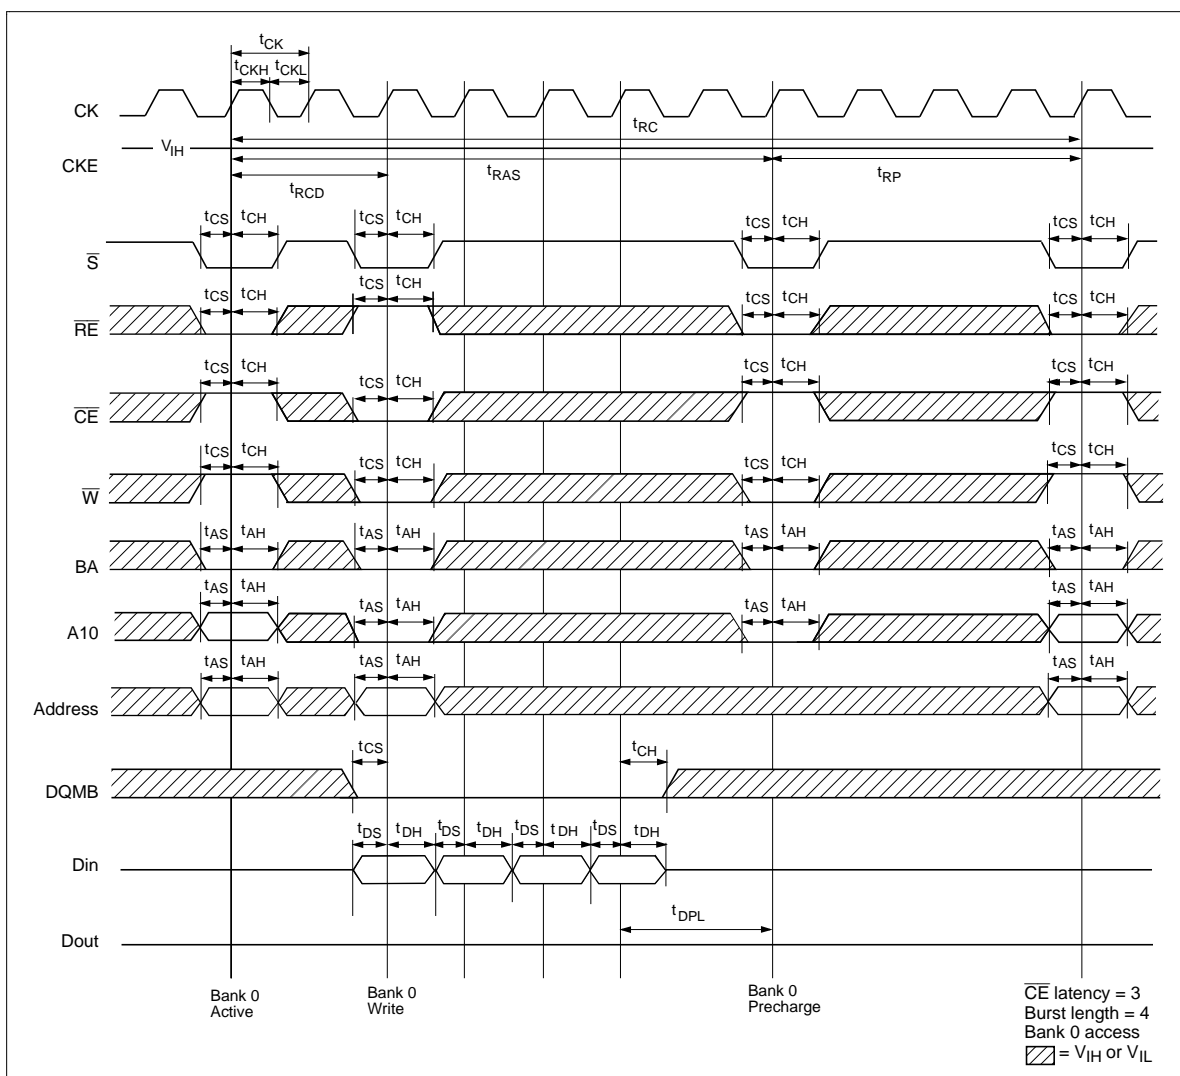 tCK
tCKH tCKL
CK
tRC
VIH
CKE
tRAS
tRP
tRCD
tCS tCH tCS tCH tCS tCH tCS tCH
S
tCS tCH tCS tCH tCS tCH tCS tCH
RE
tCS tCH tCS tCH tCS tCH tCS tCH
CE
tCS tCH tCS tCH tCS tCH tCS tCH
W
tAS tAH tAS tAH tAS tAH tAS tAH
BA
tAS tAH tAS tAH tAS tAH tAS tAH
A10
tAS tAH tAS tAH tAS tAH
Address
tCS tCH
DQMB
tDS tDH tDS tDH tDS tDH tDS tDH
Din
tDPL
Dout
Bank 0
Active
Bank 0
Write
Bank 0
Precharge
CE latency = 3
Burst length = 4
Bank 0 access
= VIH or VIL